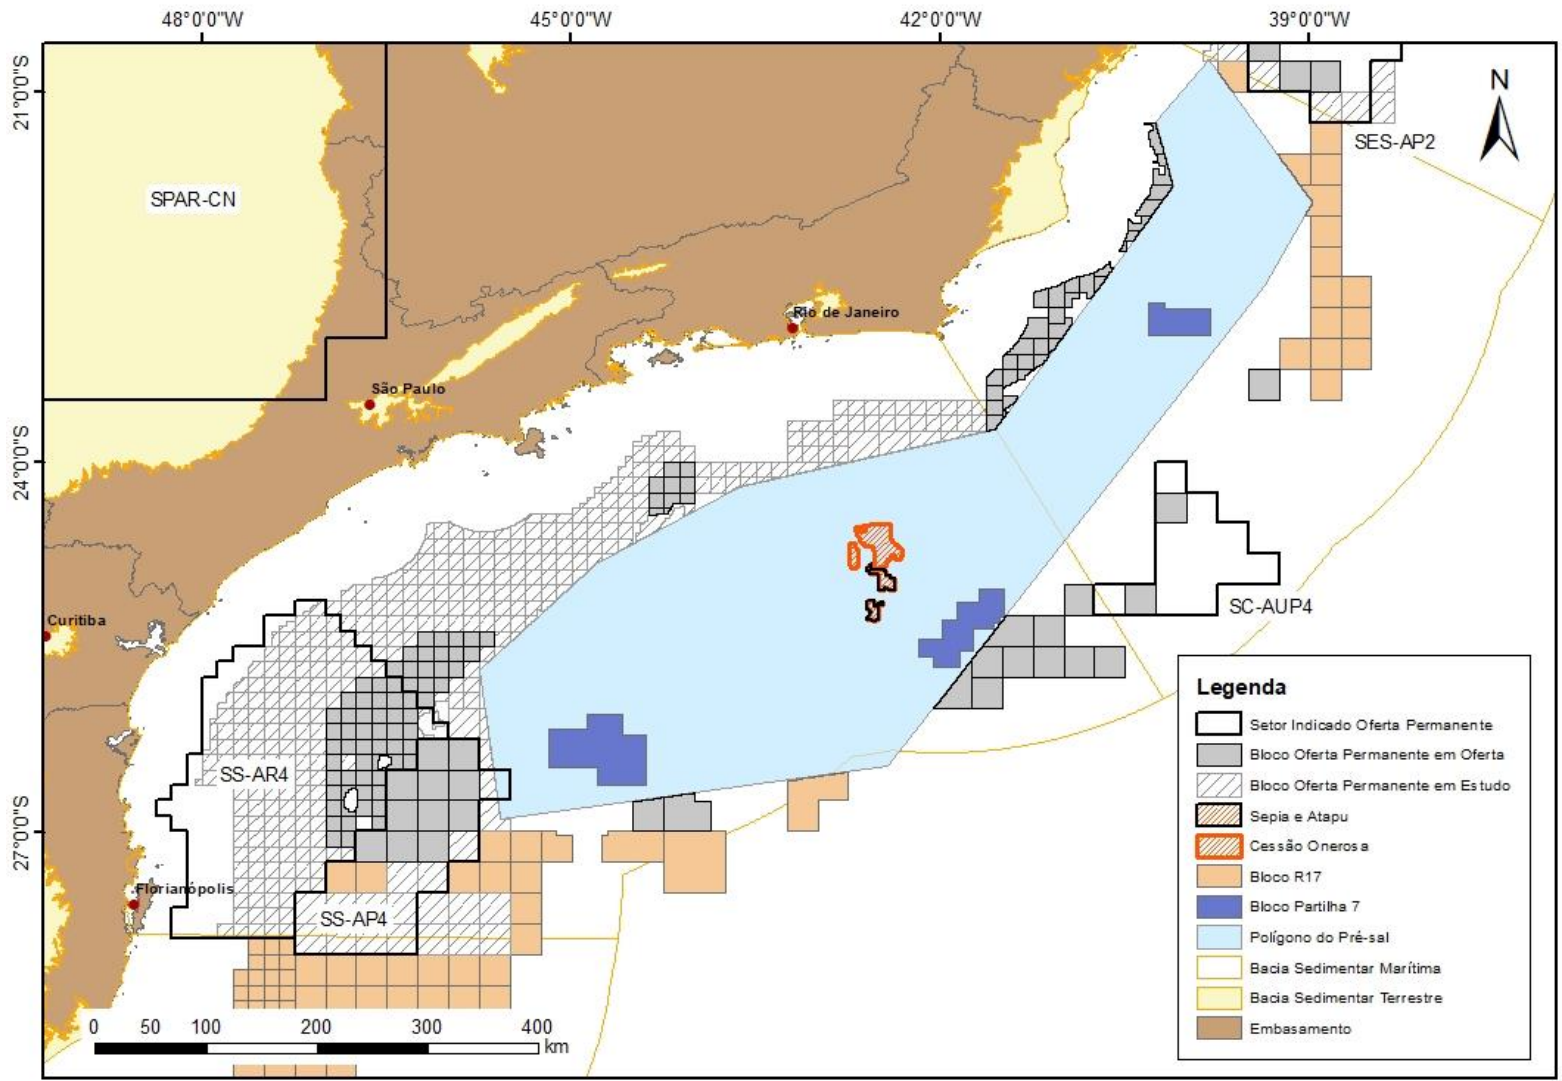 48°0'0"W
45°0'0"W
42°0'0"W
39°0'0"W
21°0'0"S
24°0'0"S
27°0'0"S
N
SES-AP2
SPAR-CN
Rio de Janeiro
São Paulo
Curitiba
SC-AUP4
SS-AR4
Florianópolis
SS-AP4
0 50 100 200 300 400
km
Legenda
Setor Indicado Oferta Permanente
Bloco Oferta Permanente em Oferta
Bloco Oferta Permanente em Estudo
Sepia e Atapu
Cessão Onerosa
Bloco R17
Bloco Partilha 7
Polígono do Pré-sal
Bacia Sedimentar Marítima
Bacia Sedimentar Terrestre
Embasamento